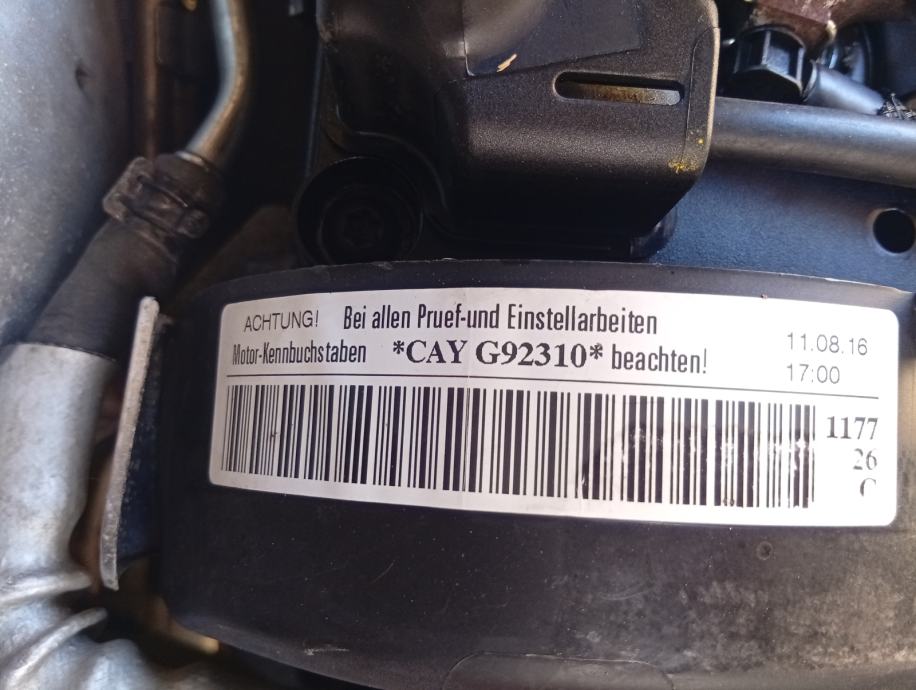 ACHTUNG! Bei allen Pruef-und Einstellarbeiten
Motor-Kennbuchstaben *CAY G92310* beachten!
11.08.16
17:00
1177
26
C